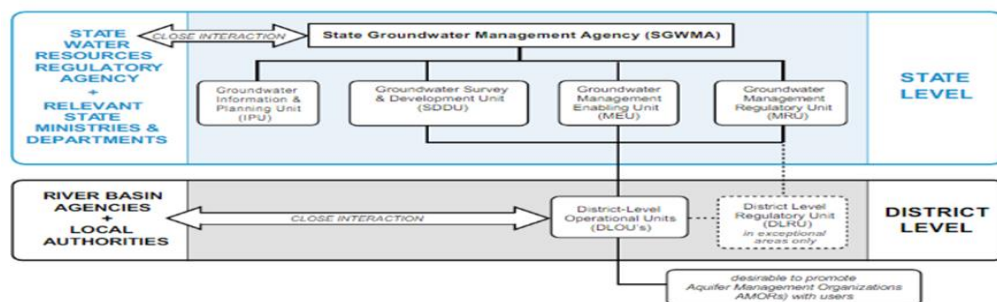 STATE
WATER
RESOURCES
REGULATORY
AGENCY
+
RELEVANT
STATE
MINISTRIES &
DEPARTMENTS
CLOSE INTERACTION
State Groundwater Management Agency (SGWMA)
Groundwater
Information &
Planning Unit
(IPU)
Groundwater Survey
& Development Unit
(SDDU)
Groundwater
Management
Enabling Unit
(MEU)
Groundwater
Management
Regulatory Unit
(MRU)
STATE
LEVEL
RIVER BASIN
AGENCIES
+
LOCAL
AUTHORITIES
CLOSE INTERACTION
District-Level
Operational Units
(DLOU's)
District Level
Regulatory Unit
(DLRU)
in exceptional
areas only
DISTRICT
LEVEL
desirable to promote
Aquifer Management Organizations
AMORs) with users